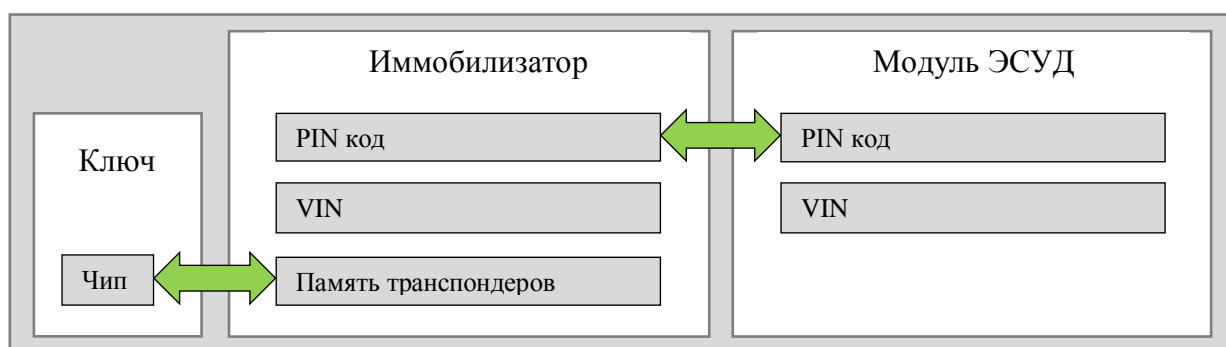 Иммобилизатор
Модуль ЭСУД
Ключ
PIN код
PIN код
VIN
VIN
Чип
Память транспондеров